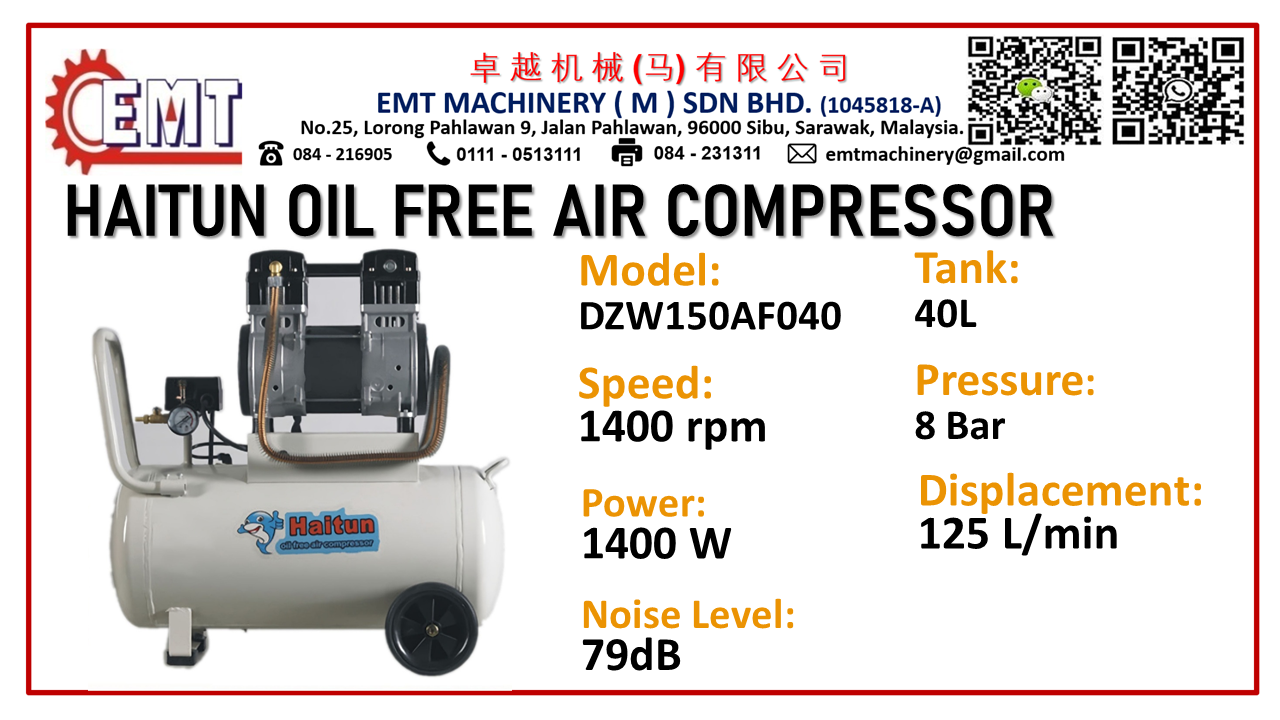 EMT
卓越机械(马)有限公司
EMT MACHINERY ( M ) SDN BHD. (1045818-A)
No.25, Lorong Pahlawan 9, Jalan Pahlawan, 96000 Sibu, Sarawak, Malaysia.
084 - 216905 0111 - 0513111 084 - 231311 emtmachinery@gmail.com
HAITUN OIL FREE AIR COMPRESSOR
Model:
DZW150AF040
Tank:
40L
Speed:
1400 rpm
Pressure:
8 Bar
Power:
1400 W
Displacement:
125 L/min
Noise Level:
79dB
Haitun
oil free air compressor